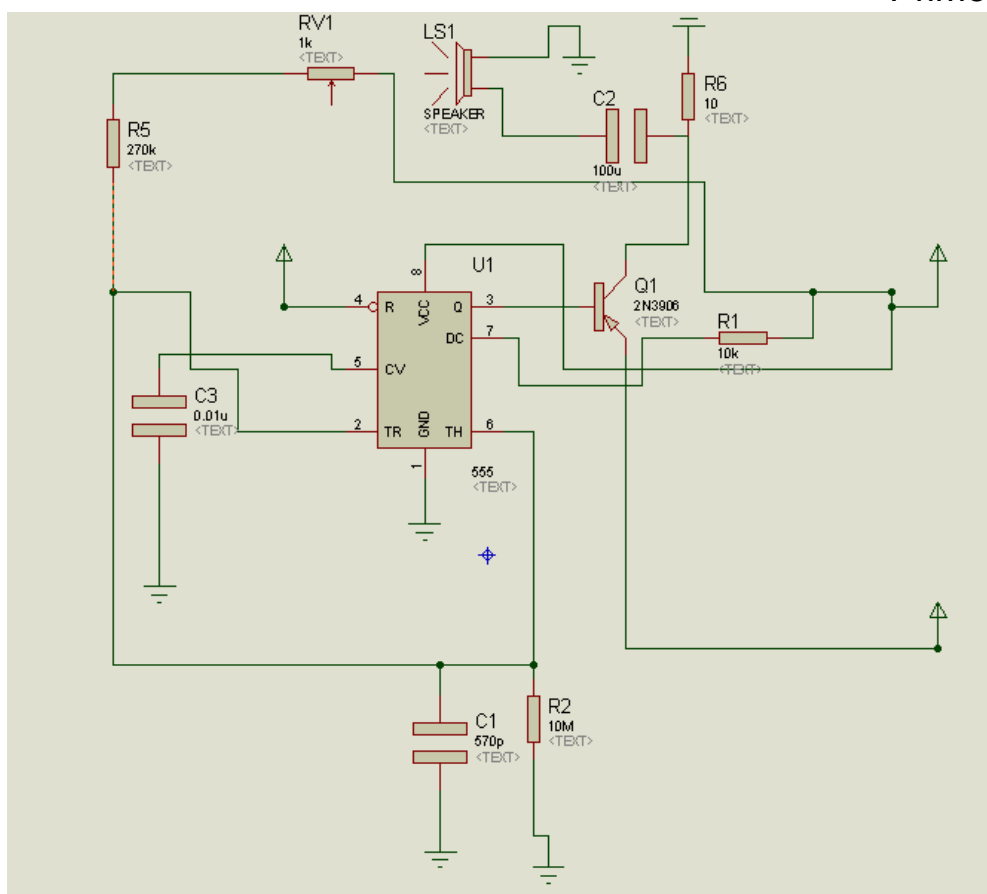 RV1
1k
<TEXT>
LS1
SPEAKER
<TEXT>
C2
100u
<TEXT>
R6
10
<TEXT>
R5
270k
<TEXT>
U1
8
VCC
4
R
Q
3
DC
7
5
CV
2
TR
GND
TH
6
1
555
<TEXT>
Q1
2N3906
<TEXT>
R1
10k
<TEXT>
C3
0.01u
<TEXT>
C1
570p
<TEXT>
R2
10M
<TEXT>